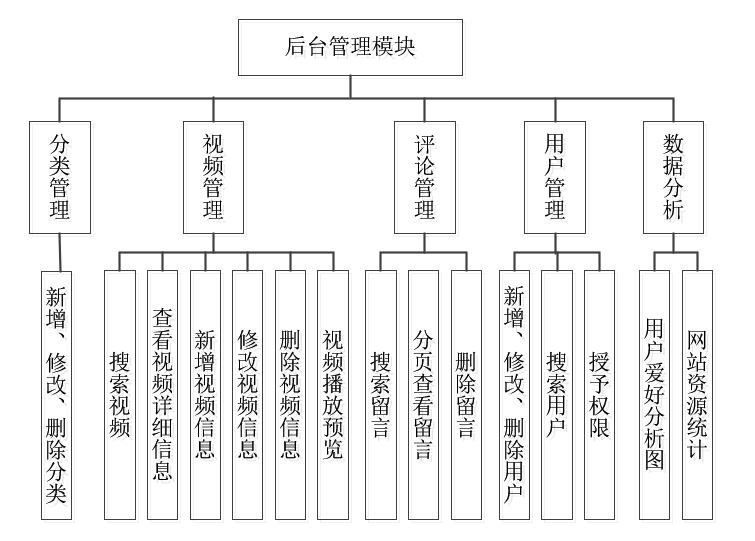 后台管理模块
分类管理
视频管理
评论管理
用户管理
数据分析
新增、修改、删除分类
搜索视频
查看视频详细信息
新增视频信息
修改视频信息
删除视频信息
视频播放预览
搜索留言
分页查看留言
删除留言
新增、修改、删除用户
搜索用户
授予权限
用户爱好分析图
网站资源统计